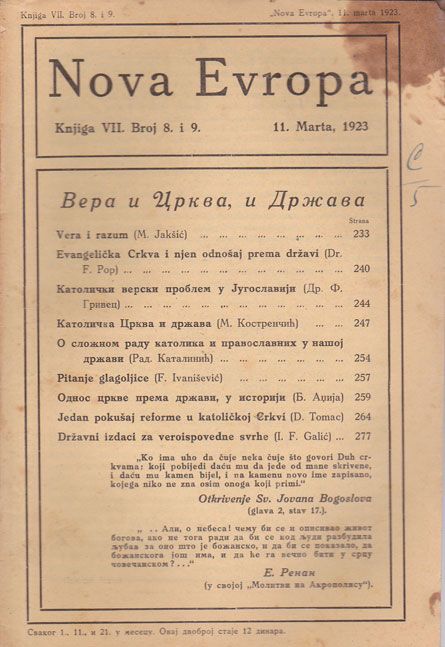 Knjiga VII. Broj 8. i 9.
„Nova Evropa“, 11. marta 1923.
Nova Evropa
Knjiga VII. Broj 8. i 9.
11. Marta, 1923
Вера и Црква, и Држава
Strana
Vera i razum (M. Jakšić) ... ... ... ... ... ... ... 233
Evangelička Crkva i njen odnošaj prema državi (Dr.
F. Pop) ... ... ... ... ... ... ... ... ... ... ... 240
Католички верски проблем у Југославији (Др. Ф.
Гривец) ... ... ... ... ... ... ... ... ... ... ... 244
Католичка Црква и држава (М. Костренчић) ... ... 247
О сложном раду католика и православних у нашој
држави (Рад. Каталинић) ... ... ... ... ... ... 254
Pitanje glagoljice (F. Ivanišević) ... ... ... ... ... 257
Однос цркве према држави, у историји (Б. Аџија) 259
Jedan pokušaj reforme u katoličkoj Crkvi (D. Tomac) 264
Državni izdaci za veroispovedne svrhe (I. F. Galić) ... 277
„Ko ima uho da čuje neka čuje što govori Duh cr-
kvama: koji pobijedi daću mu da jede od mane skrivene,
i daću mu kamen bijel, i na kamenu novo ime zapisano,
kojega niko ne zna osim onoga koji primi.“
Otkrivenje Sv. Jovana Bogoslova
(glava 2, stav 17.).
„ . . Али, о небеса! чему би се и описивао живот
богова, ако не тога ради да би се код људи разбудила
љубав за оно што је божанско, и да би се показало, да
божанскога још има, и да ће га вечно бити у срцу
човечанском? . . .“
Е. Ренан
(у својој „Молитви на Акрополису“).
Сваког 1., 11., и 21. у месецу. Овај двоброј стаје 12 динара.
C
5